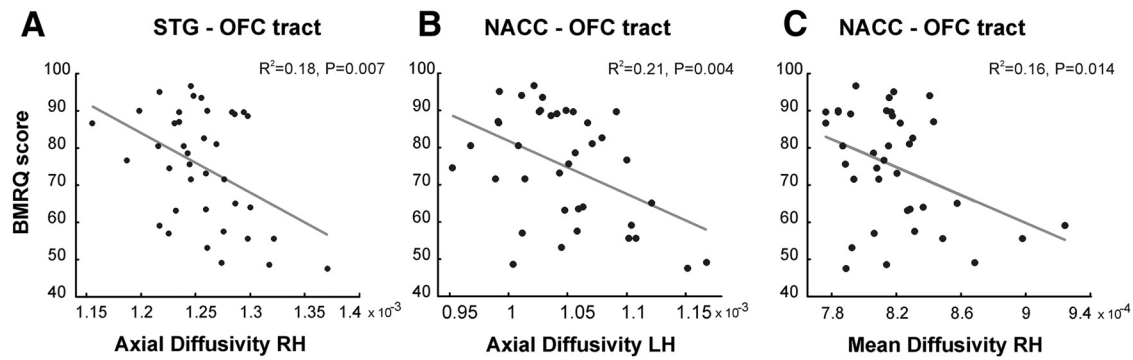 A STG - OFC tract
R²=0.18, P=0.007
BMRQ score
100
90
80
70
60
50
40
1.15 1.2 1.25 1.3 1.35 1.4 x 10⁻³
Axial Diffusivity RH
B NACC - OFC tract
R²=0.21, P=0.004
100
90
80
70
60
50
40
0.95 1 1.05 1.1 1.15 x 10⁻³
Axial Diffusivity LH
C NACC - OFC tract
R²=0.16, P=0.014
100
90
80
70
60
50
40
7.8 8.2 8.6 9 9.4 x 10⁻⁴
Mean Diffusivity RH